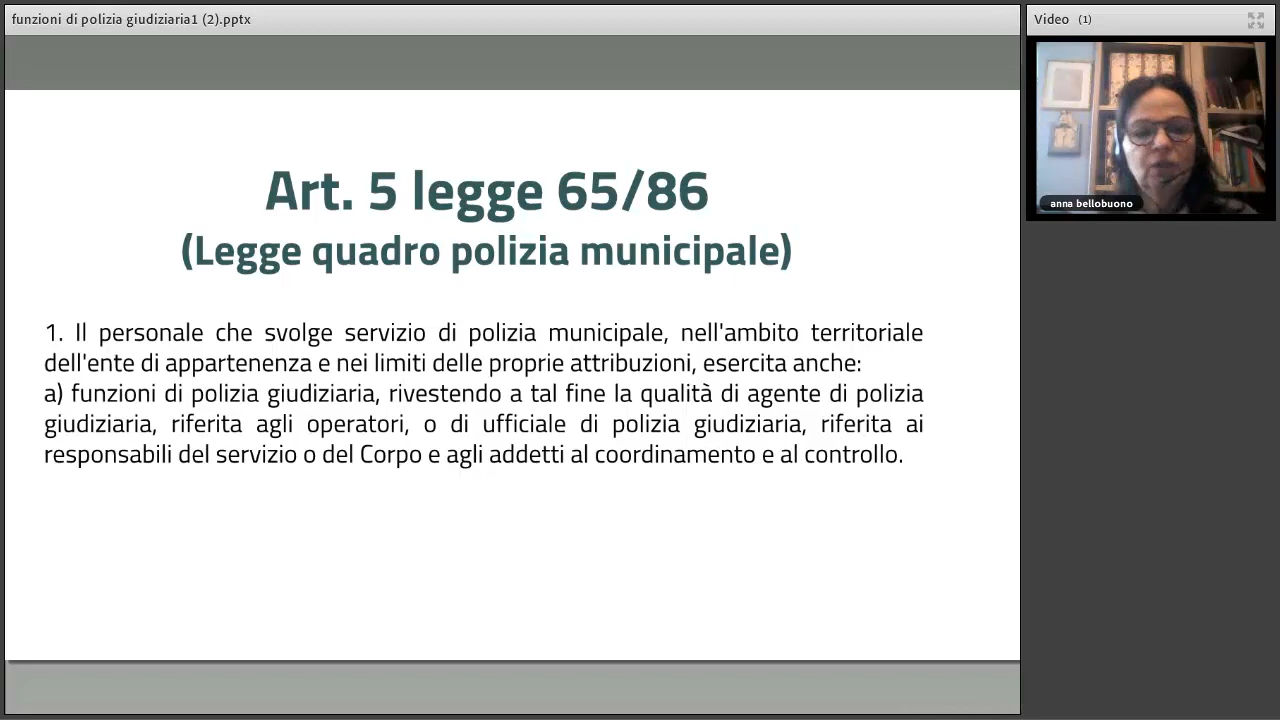 funzioni di polizia giudiziaria1 (2).pptx
Video (1)
anna bellobuono
Art. 5 legge 65/86
(Legge quadro polizia municipale)
1. Il personale che svolge servizio di polizia municipale, nell'ambito territoriale
dell'ente di appartenenza e nei limiti delle proprie attribuzioni, esercita anche:
a) funzioni di polizia giudiziaria, rivestendo a tal fine la qualità di agente di polizia
giudiziaria, riferita agli operatori, o di ufficiale di polizia giudiziaria, riferita ai
responsabili del servizio o del Corpo e agli addetti al coordinamento e al controllo.